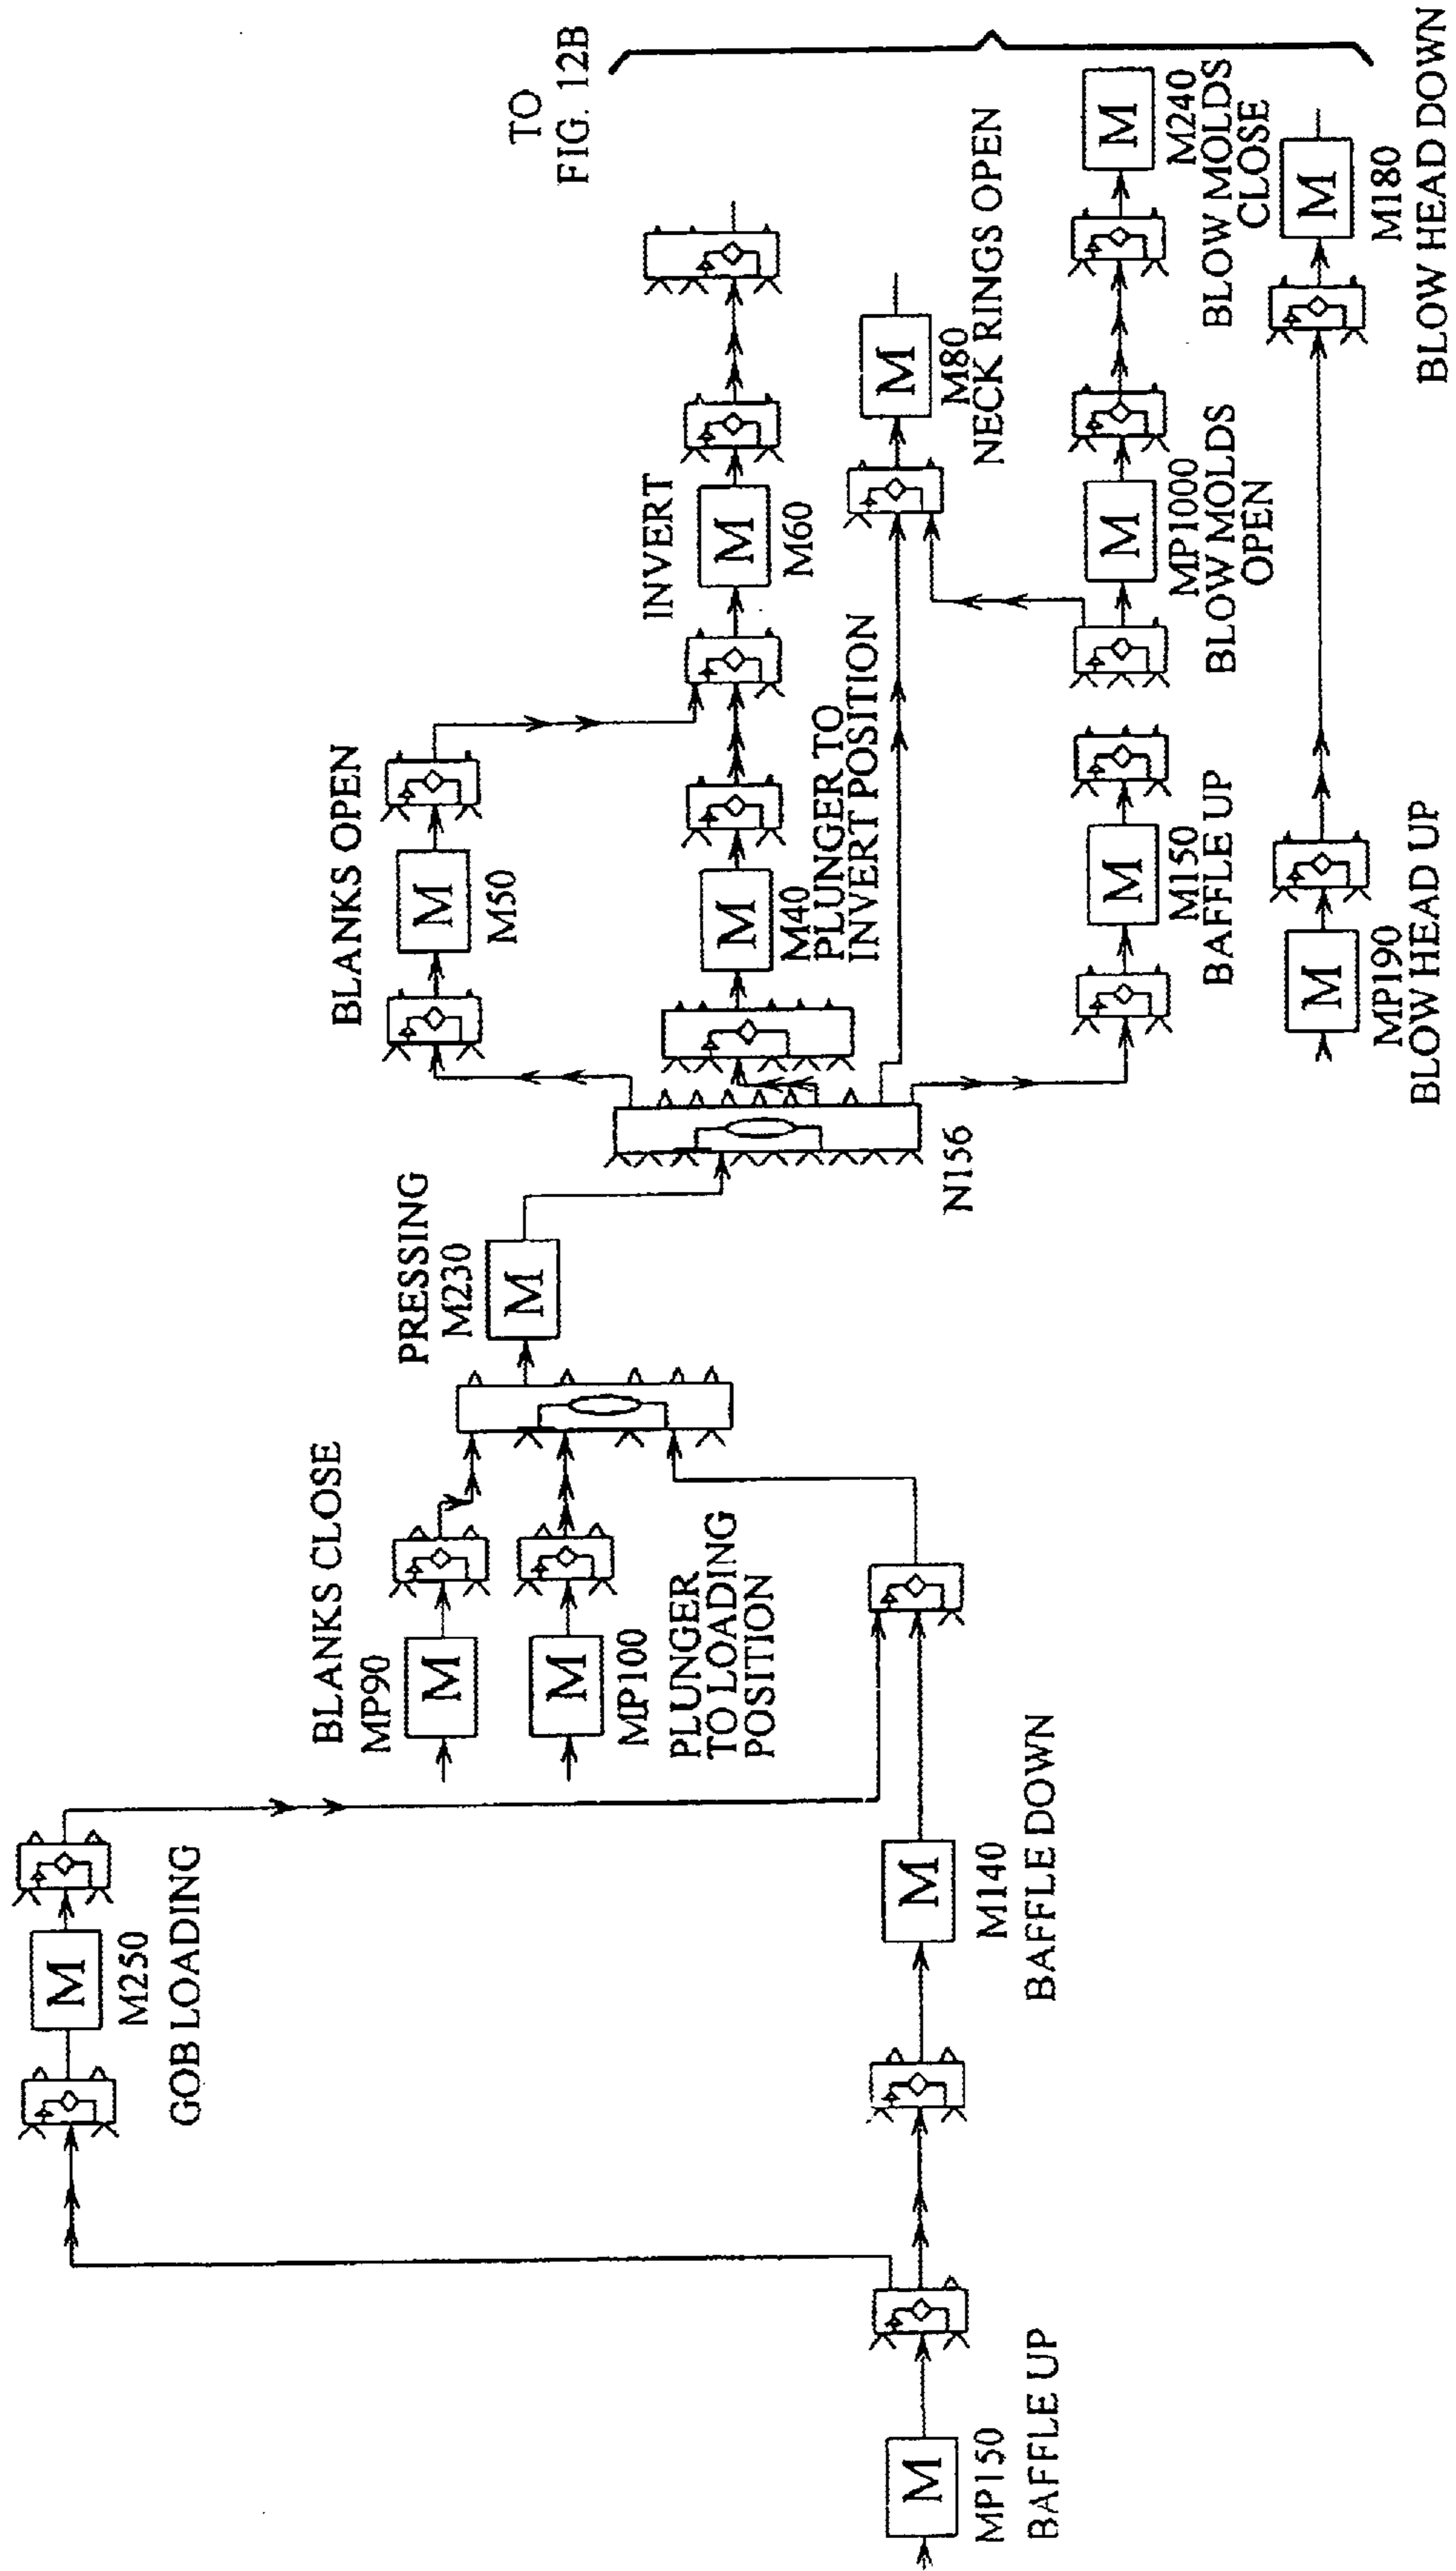 M
M250
GOB LOADING
M
MP150
BAFFLE UP
M
M140
BAFFLE DOWN
BLANKS CLOSE
MP90
M
M
MP100
PLUNGER
TO LOADING
POSITION
PRESSING
M230
M
N156
BLANKS OPEN
M
M50
M
M40
PLUNGER TO
INVERT POSITION
INVERT
M
M60
M
M80
NECK RINGS OPEN
M
M150
BAFFLE UP
M
MP1000
BLOW MOLDS
OPEN
M
M240
BLOW MOLDS
CLOSE
M
MP190
BLOW HEAD UP
M
M180
BLOW HEAD DOWN
TO
FIG. 12B